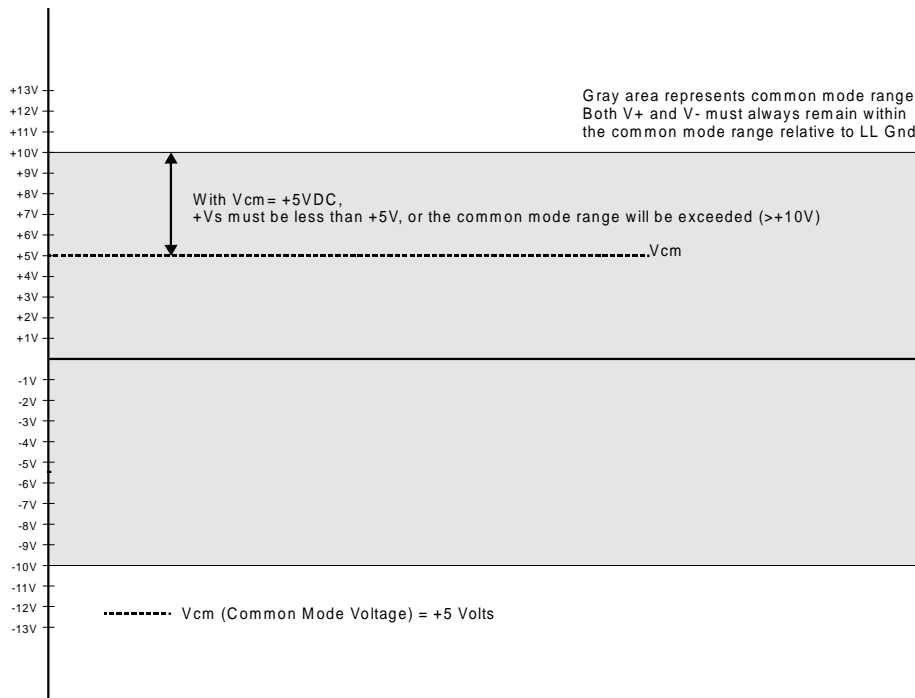 +13V
+12V
+11V
Gray area represents common mode range
Both V+ and V- must always remain within
the common mode range relative to LL Gnd
+10V
+9V
+8V
+7V
+6V
+5V
+4V
+3V
+2V
+1V
With Vcm= +5VDC,
+Vs must be less than +5V, or the common mode range will be exceeded (>+10V)
Vcm
-1V
-2V
-3V
-4V
-5V
-6V
-7V
-8V
-9V
-10V
-11V
-12V
-13V
Vcm (Common Mode Voltage) = +5 Volts